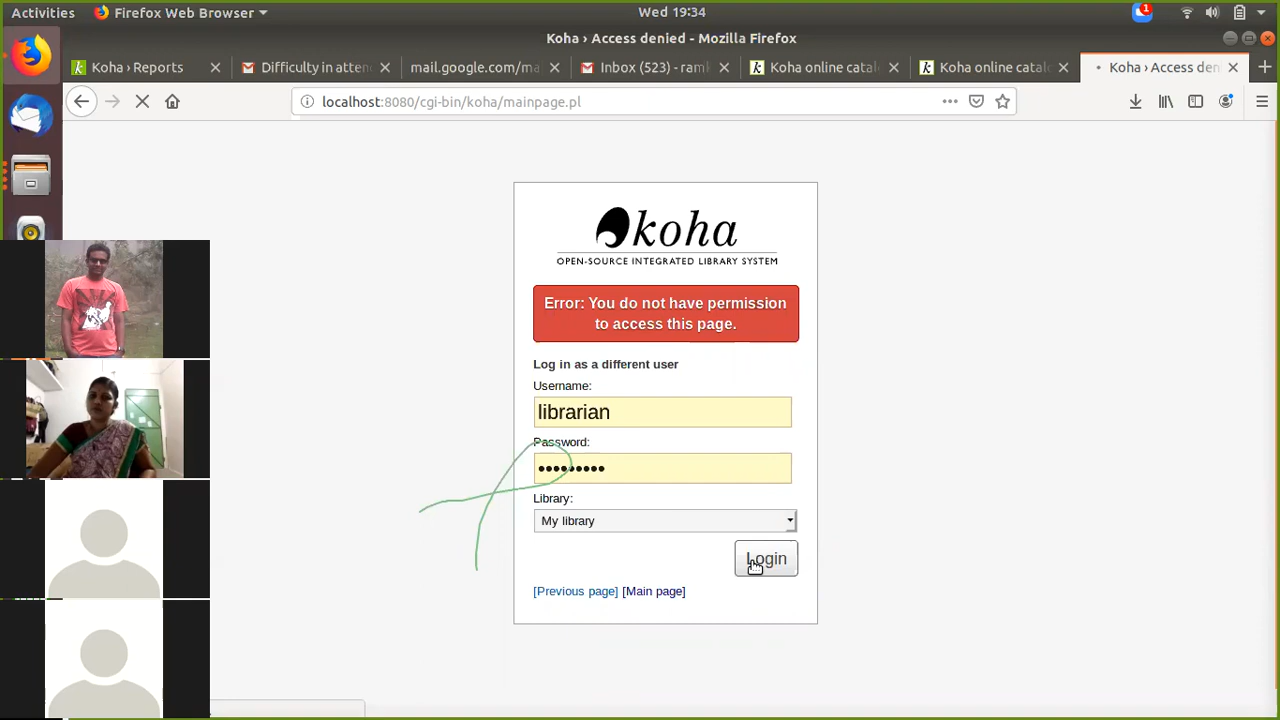 Activities
Firefox Web Browser
Wed 19:34
1
Koha › Access denied - Mozilla Firefox
Koha › Reports
Difficulty in atten
mail.google.com/ma
Inbox (523) - raml
Koha online catal
Koha online catal
Koha › Access den
localhost:8080/cgi-bin/koha/mainpage.pl
koha
OPEN-SOURCE INTEGRATED LIBRARY SYSTEM
Error: You do not have permission
to access this page.
Log in as a different user
Username:
librarian
Password:
Library:
My library
Login
[Previous page] [Main page]